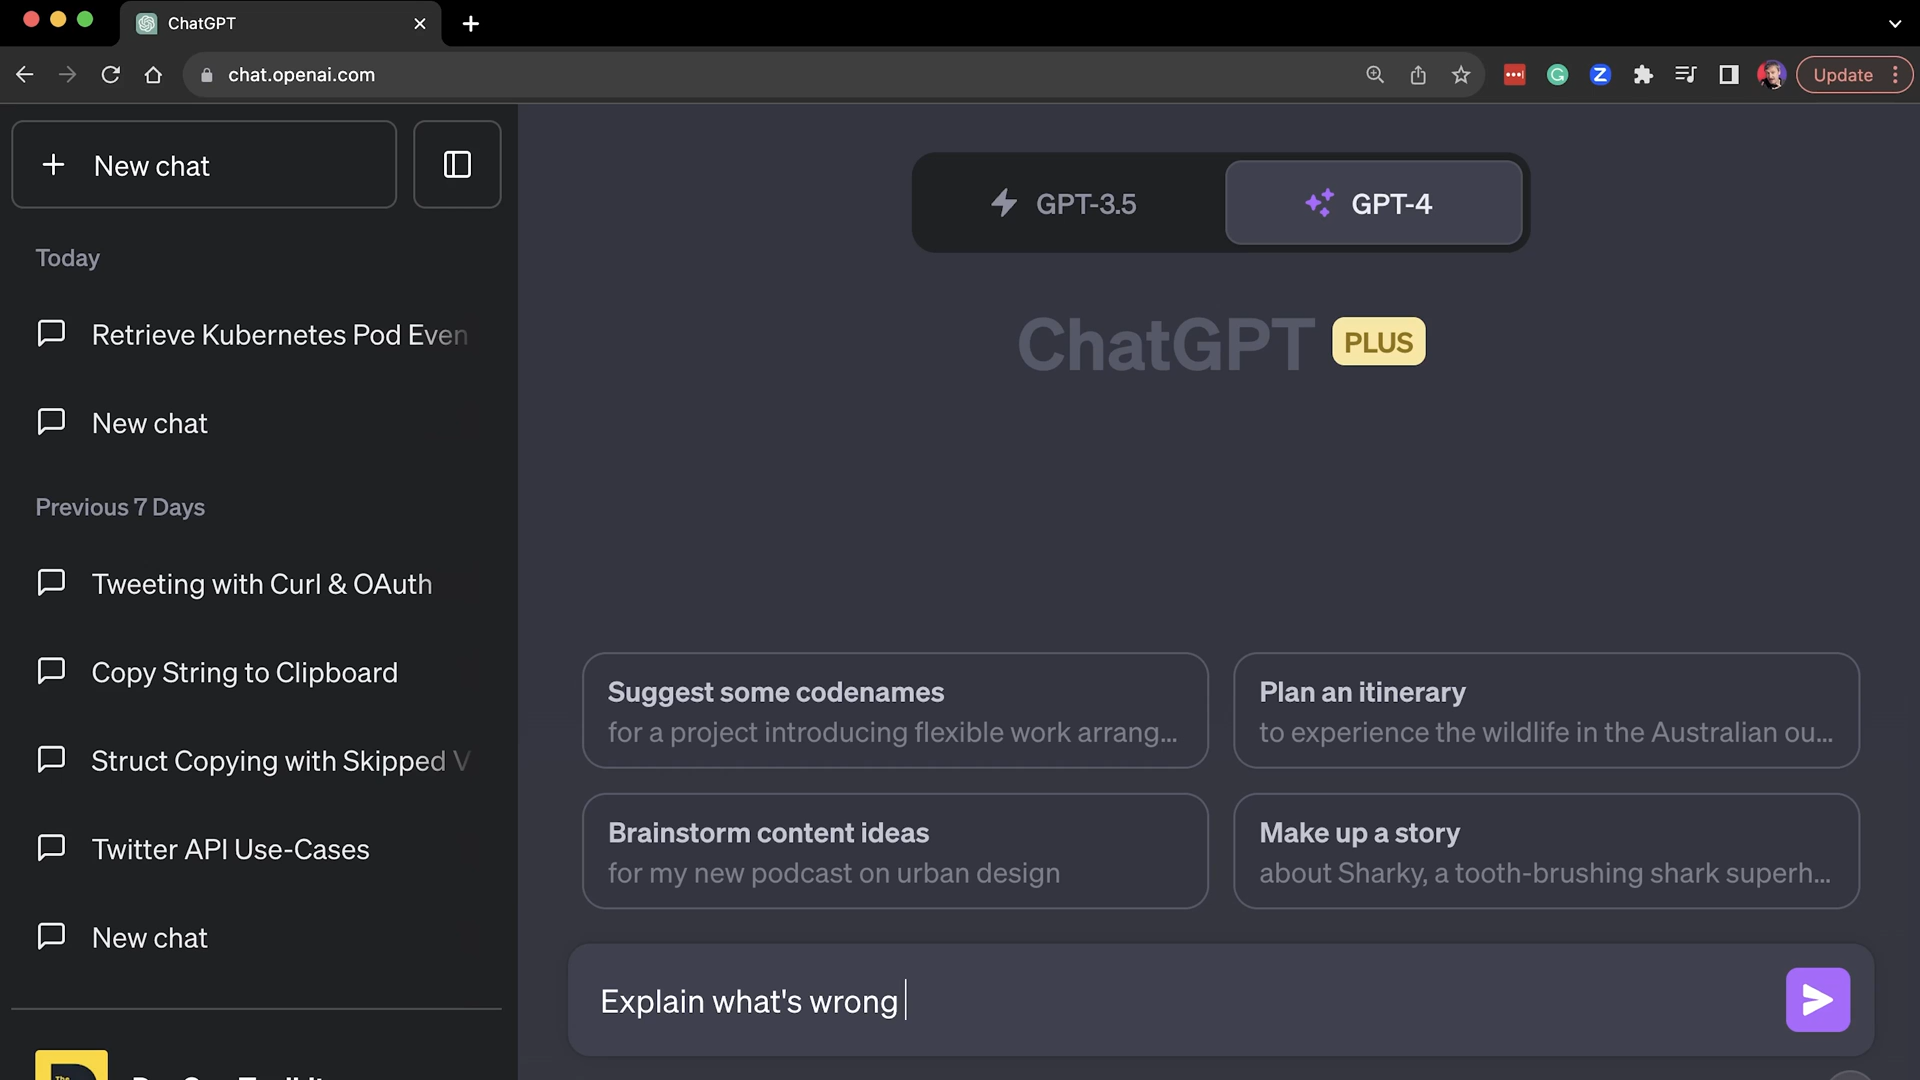 ChatGPT
chat.openai.com
Update
New chat
Today
Retrieve Kubernetes Pod Even
New chat
Previous 7 Days
Tweeting with Curl & OAuth
Copy String to Clipboard
Struct Copying with Skipped V
Twitter API Use-Cases
New chat
GPT-3.5
GPT-4
ChatGPT PLUS
Suggest some codenames
for a project introducing flexible work arrang...
Plan an itinerary
to experience the wildlife in the Australian ou...
Brainstorm content ideas
for my new podcast on urban design
Make up a story
about Sharky, a tooth-brushing shark superh...
Explain what's wrong